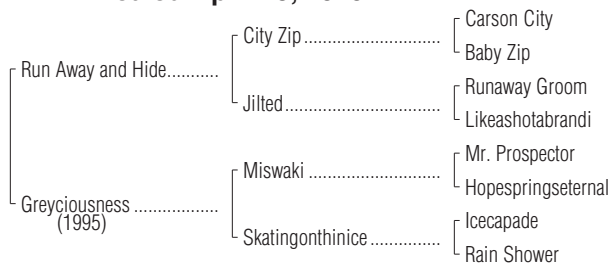 Carson City
City Zip
Baby Zip
Run Away and Hide
Runaway Groom
Jilted
Likeashotabrandi
Mr. Prospector
Miswaki
Hopespringseternal
Greyciousness
(1995)
Icecapade
Skatingonthinice
Rain Shower